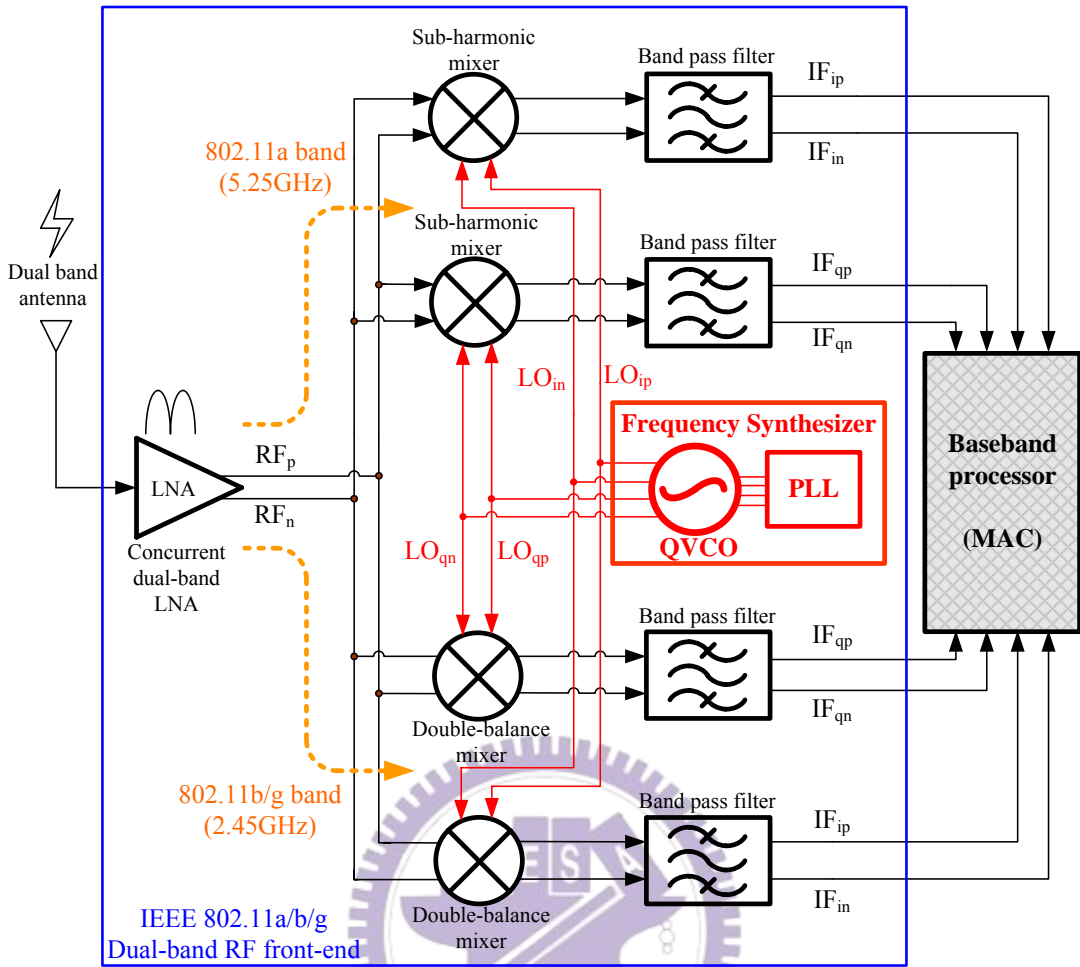 Sub-harmonic
mixer
Band pass filter
IFip
IFin
802.11a band
(5.25GHz)
Sub-harmonic
mixer
Band pass filter
IFqp
IFqn
Dual band
antenna
LOin
LOip
Frequency Synthesizer
PLL
QVCO
Baseband
processor
(MAC)
RFp
RFn
LNA
Concurrent
dual-band
LNA
LOqn
LOqp
Band pass filter
IFqp
IFqn
Double-balance
mixer
802.11b/g band
(2.45GHz)
Band pass filter
IFip
IFin
Double-balance
mixer
IEEE 802.11a/b/g
Dual-band RF front-end
E S A